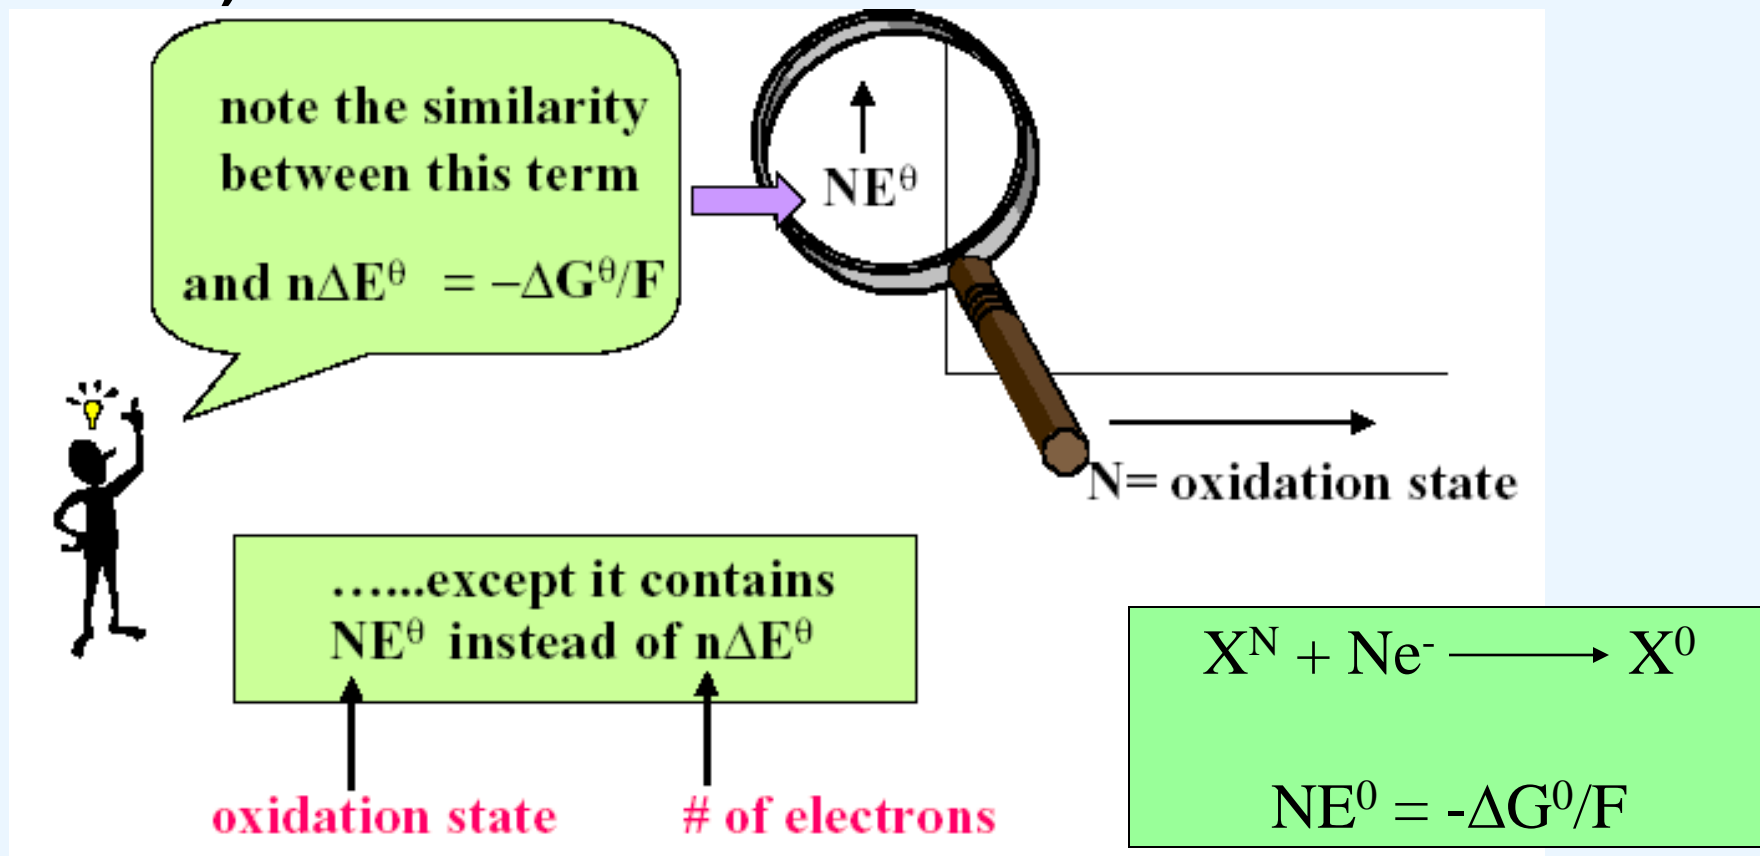 note the similarity
between this term
and nΔEᶿ = –ΔGᶿ/F
NEᶿ
N= oxidation state
…...except it contains
NEᶿ instead of nΔEᶿ
oxidation state
# of electrons
Xᴺ + Ne⁻ ⟶ X⁰
NE⁰ = -ΔG⁰/F